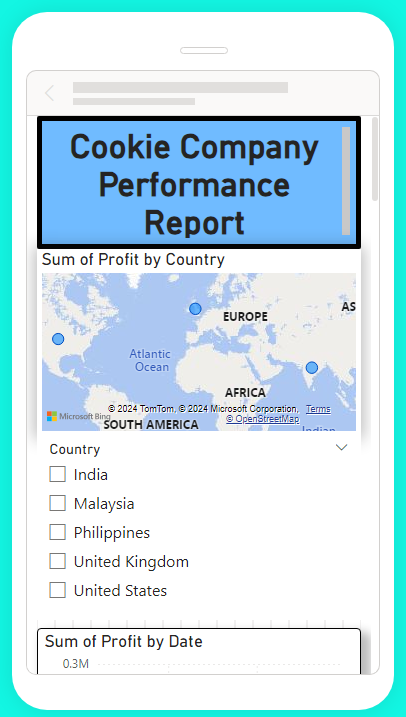 Cookie Company
Performance
Report
Sum of Profit by Country
EUROPE
AS
Atlantic
Ocean
AFRICA
© 2024 TomTom, © 2024 Microsoft Corporation, Terms
Microsoft Bing
© OpenStreetMap
SOUTH AMERICA
Indian
Country
India
Malaysia
Philippines
United Kingdom
United States
Sum of Profit by Date
0.3M